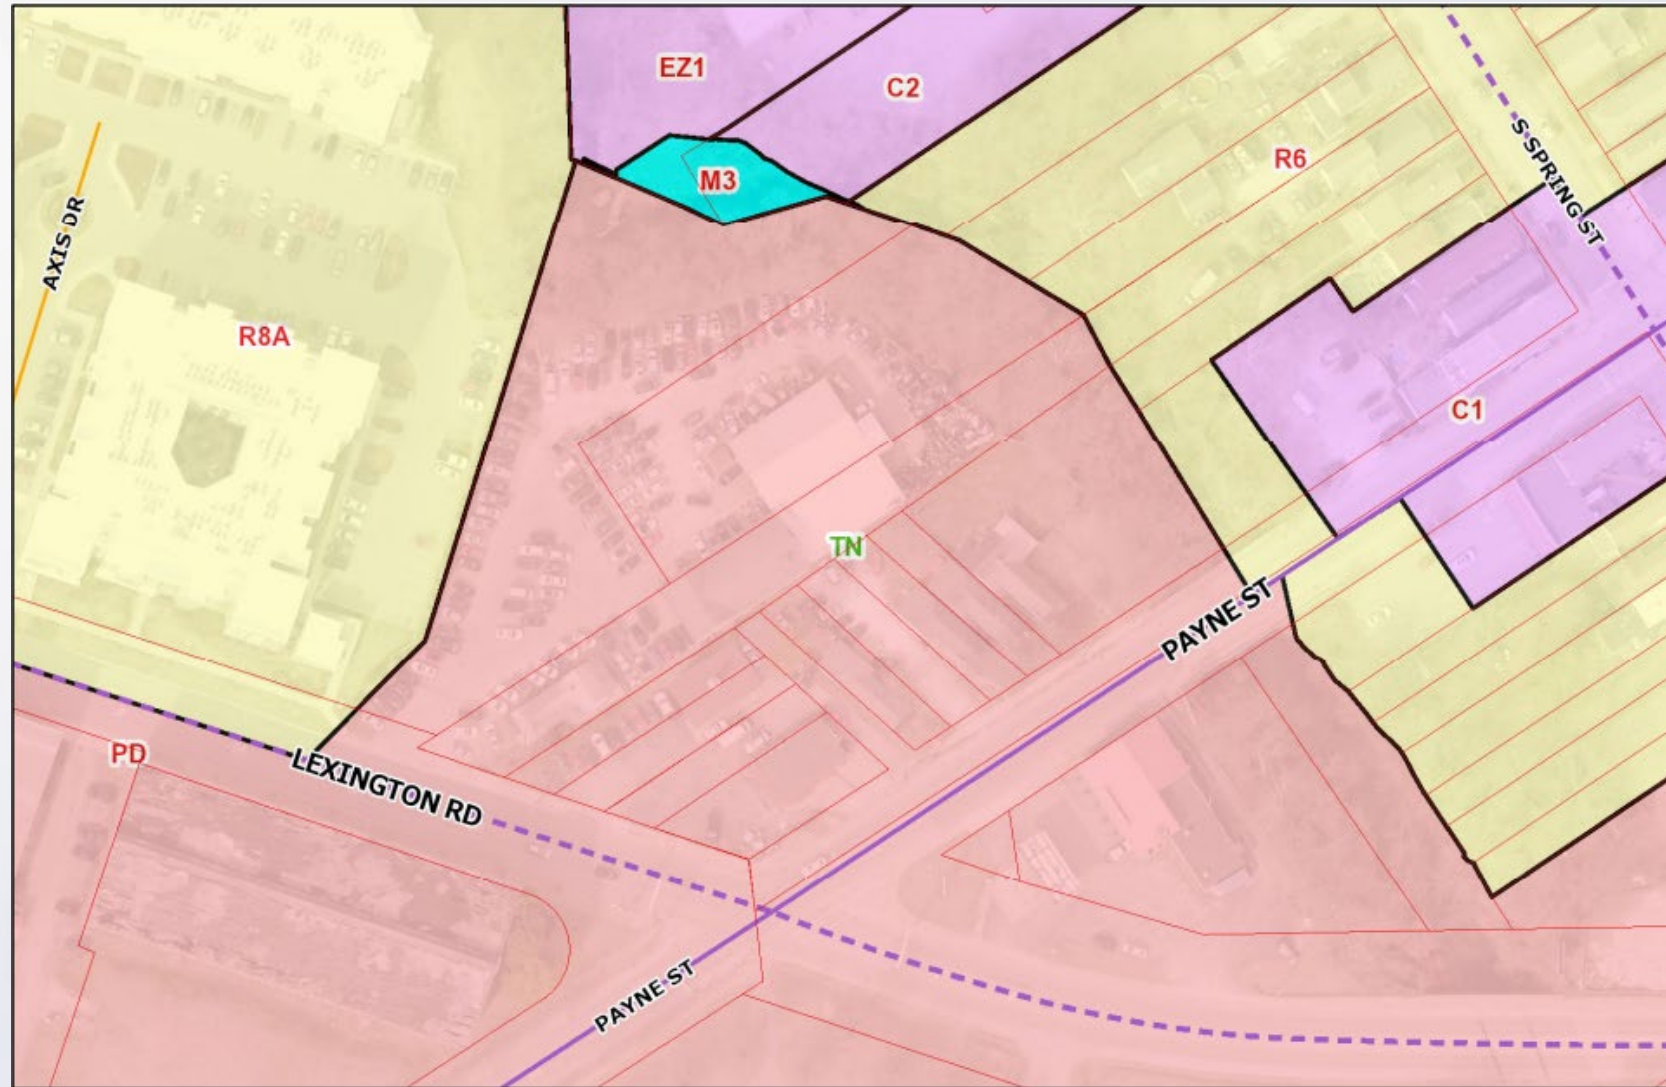 EZ1
C2
R6
S SPRING ST
M3
AXIS DR
R8A
C1
TN
PAYNE ST
PD
LEXINGTON RD
PAYNE ST